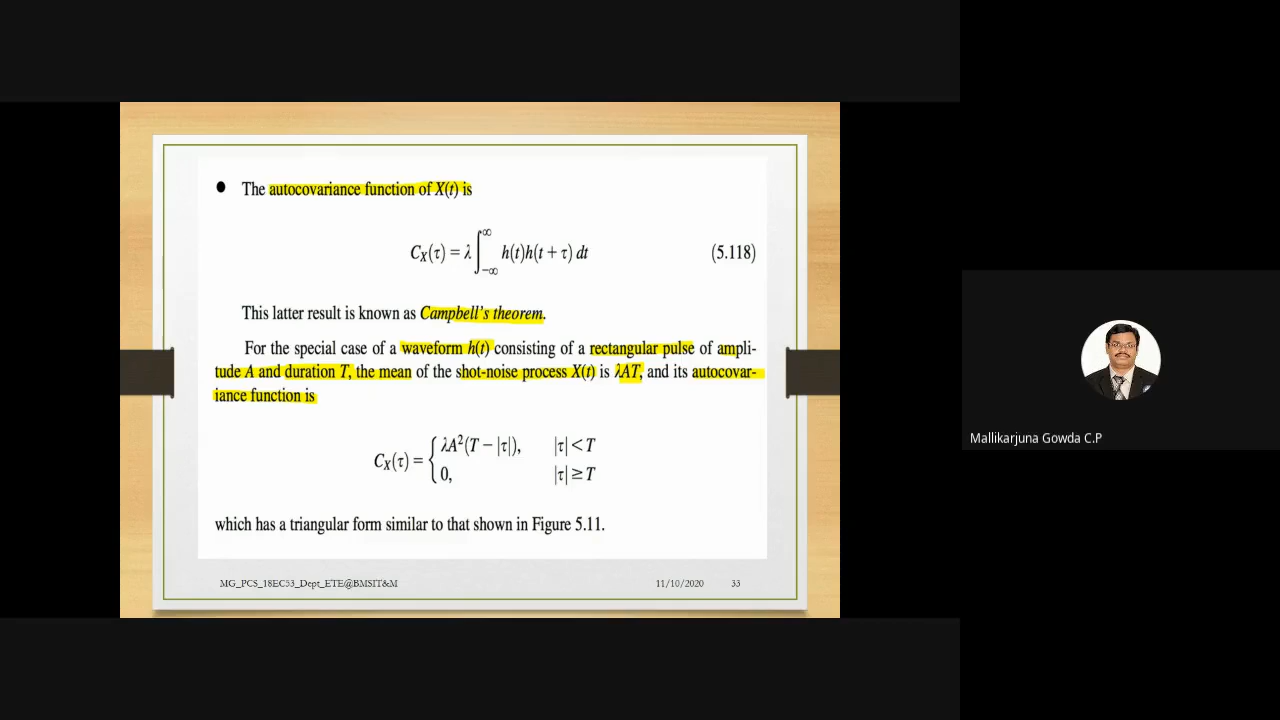 ● The autocovariance function of X(t) is
C_X(τ) = λ ∫_{−∞}^{∞} h(t)h(t + τ) dt (5.118)
This latter result is known as Campbell's theorem.
For the special case of a waveform h(t) consisting of a rectangular pulse of ampli-
tude A and duration T, the mean of the shot-noise process X(t) is λAT, and its autocovar-
iance function is
C_X(τ) = { λA²(T − |τ|), |τ| < T
0, |τ| ≥ T
which has a triangular form similar to that shown in Figure 5.11.
MG_PCS_18EC53_Dept_ETE@BMSIT&M 11/10/2020 33
Mallikarjuna Gowda C.P